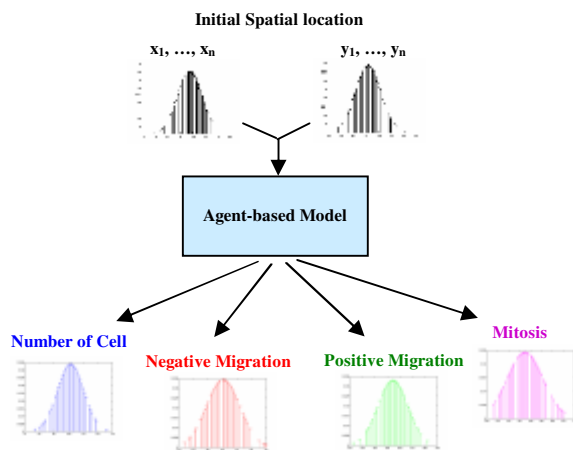 Initial Spatial location
x₁, …, xₙ
y₁, …, yₙ
Agent-based Model
Number of Cell
Negative Migration
Positive Migration
Mitosis